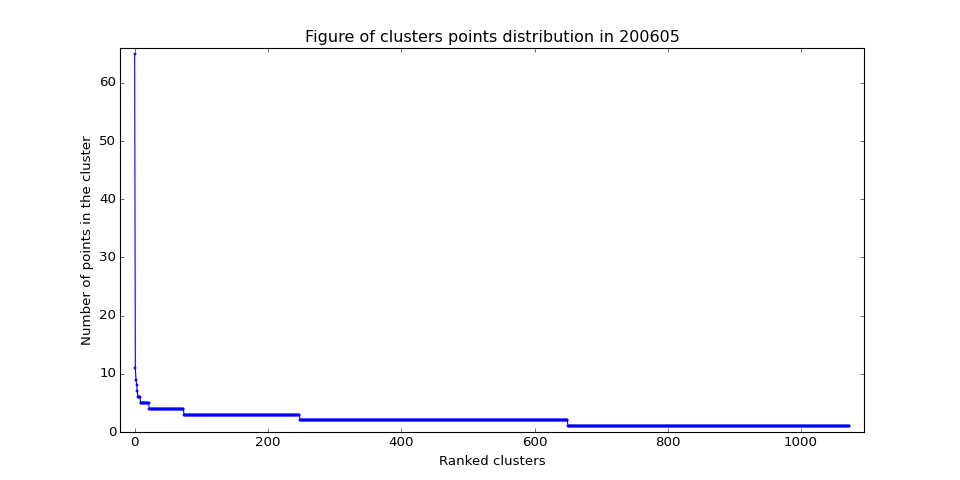 Figure of clusters points distribution in 200605
Number of points in the cluster
60
50
40
30
20
10
0
0 200 400 600 800 1000
Ranked clusters